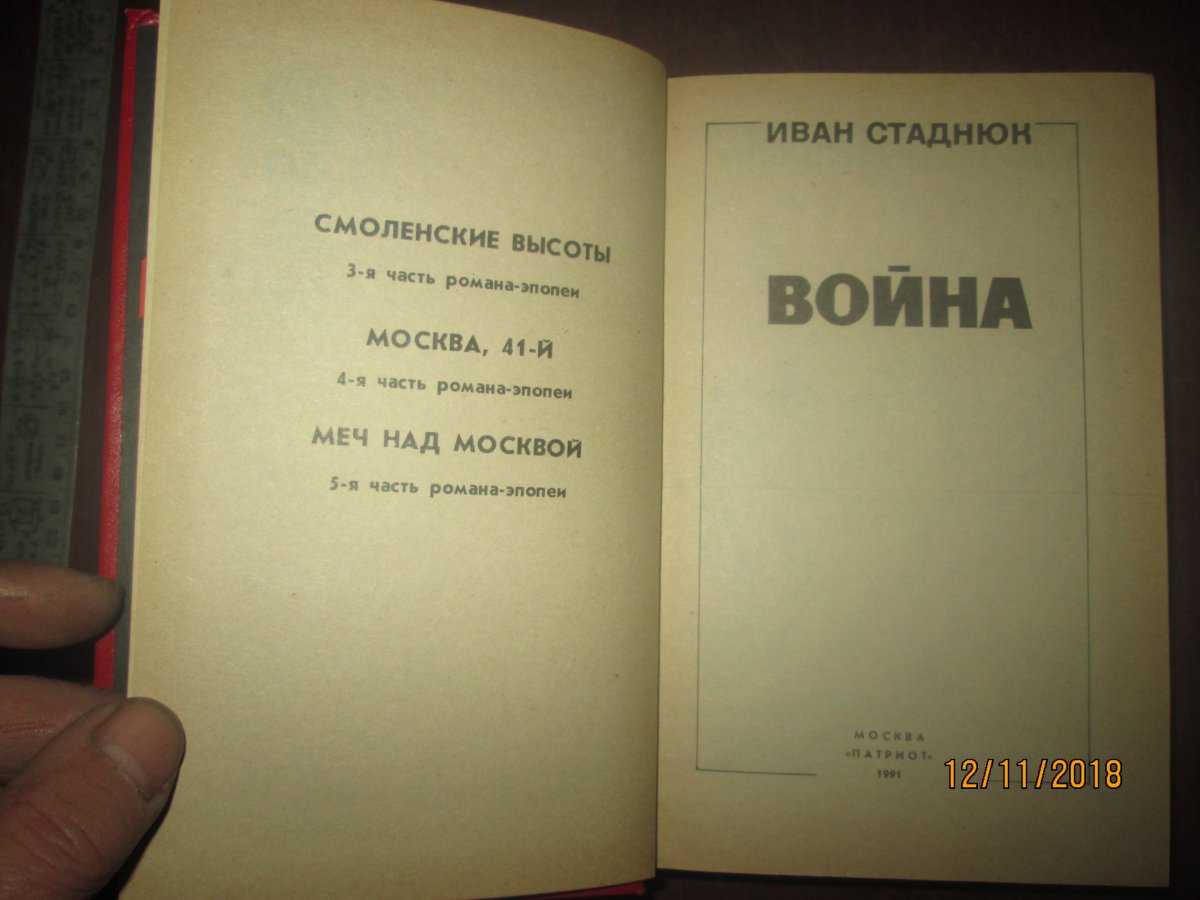 СМОЛЕНСКИЕ ВЫСОТЫ
3-я часть романа-эпопеи
МОСКВА, 41-Й
4-я часть романа-эпопеи
МЕЧ НАД МОСКВОЙ
5-я часть романа-эпопеи
ИВАН СТАДНЮК
ВОЙНА
МОСКВА
«ПАТРИОТ»
1991
12/11/2018